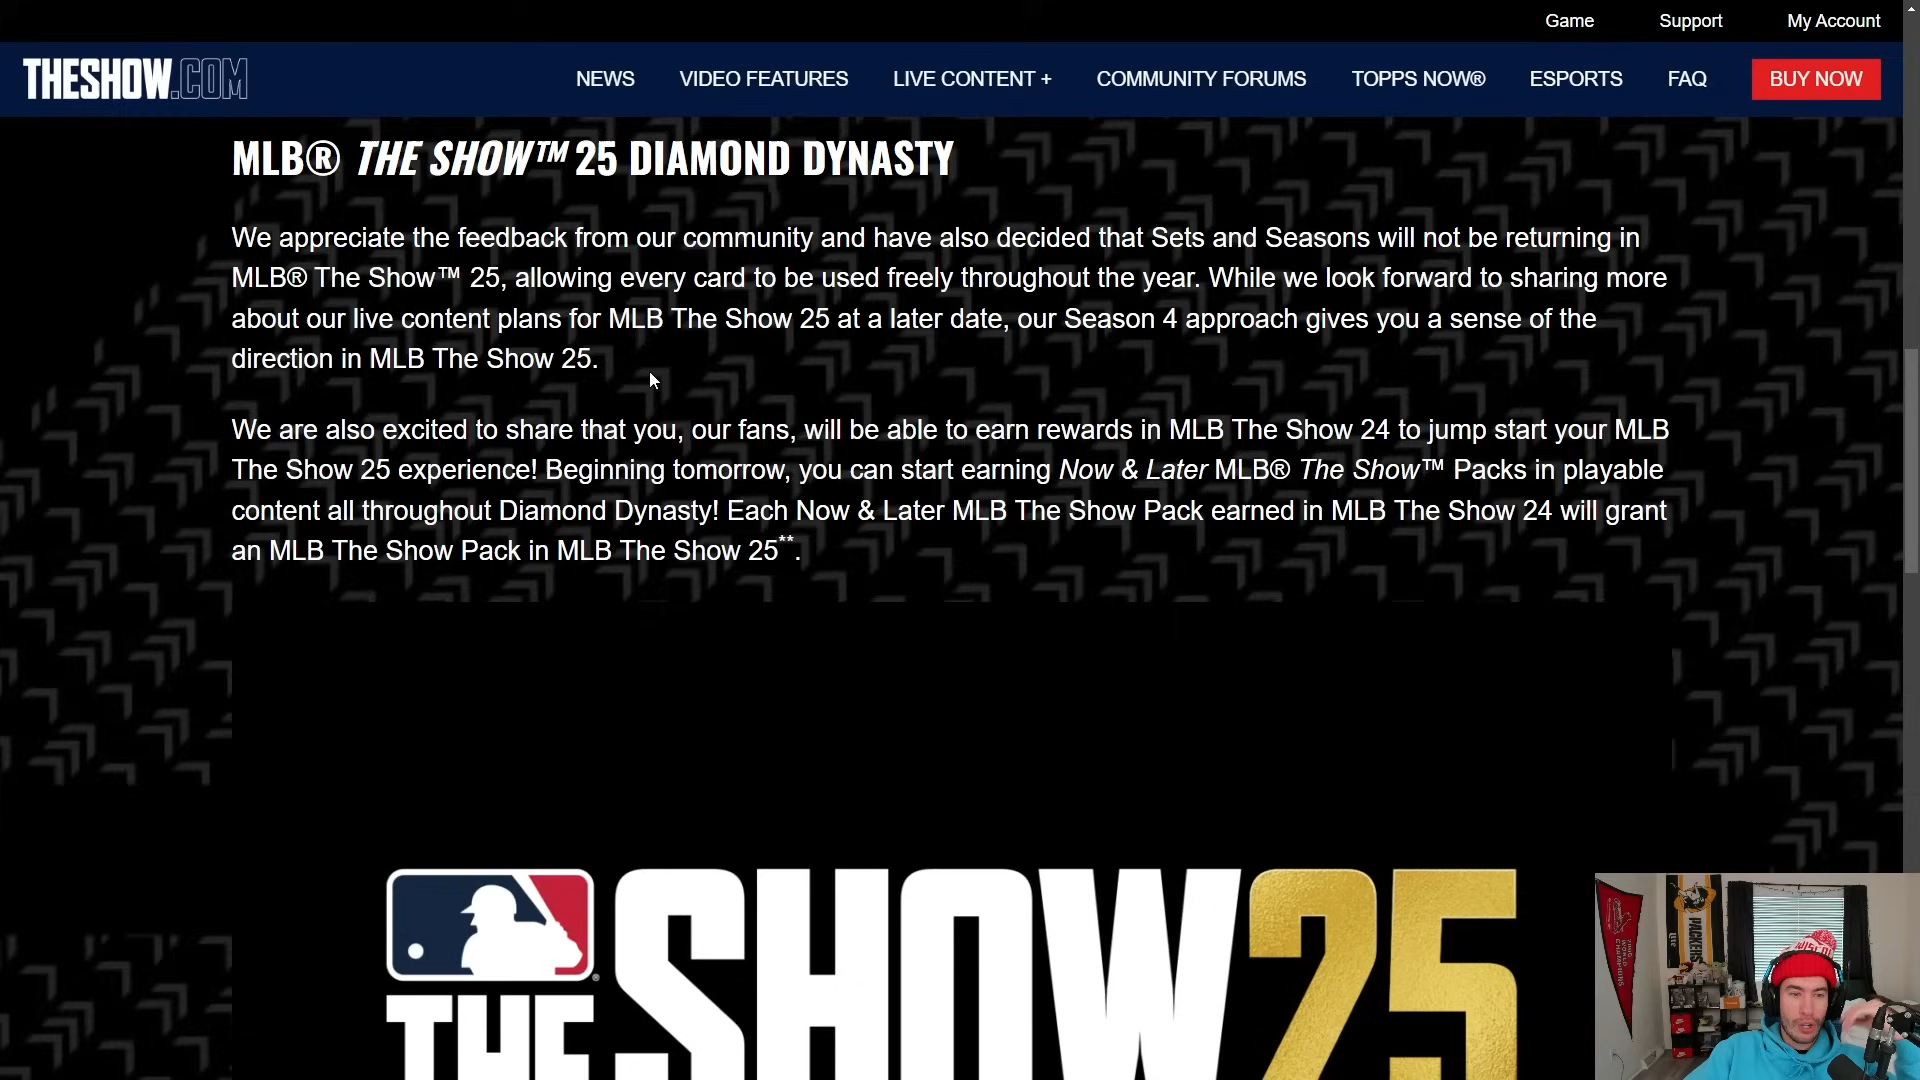 Game Support My Account
THESHOW.COM NEWS VIDEO FEATURES LIVE CONTENT + COMMUNITY FORUMS TOPPS NOW® ESPORTS FAQ BUY NOW
MLB® THE SHOW™ 25 DIAMOND DYNASTY
We appreciate the feedback from our community and have also decided that Sets and Seasons will not be returning in
MLB® The Show™ 25, allowing every card to be used freely throughout the year. While we look forward to sharing more
about our live content plans for MLB The Show 25 at a later date, our Season 4 approach gives you a sense of the
direction in MLB The Show 25.
We are also excited to share that you, our fans, will be able to earn rewards in MLB The Show 24 to jump start your MLB
The Show 25 experience! Beginning tomorrow, you can start earning Now & Later MLB® The Show™ Packs in playable
content all throughout Diamond Dynasty! Each Now & Later MLB The Show Pack earned in MLB The Show 24 will grant
an MLB The Show Pack in MLB The Show 25**.
THE SHOW 25
PACKERS